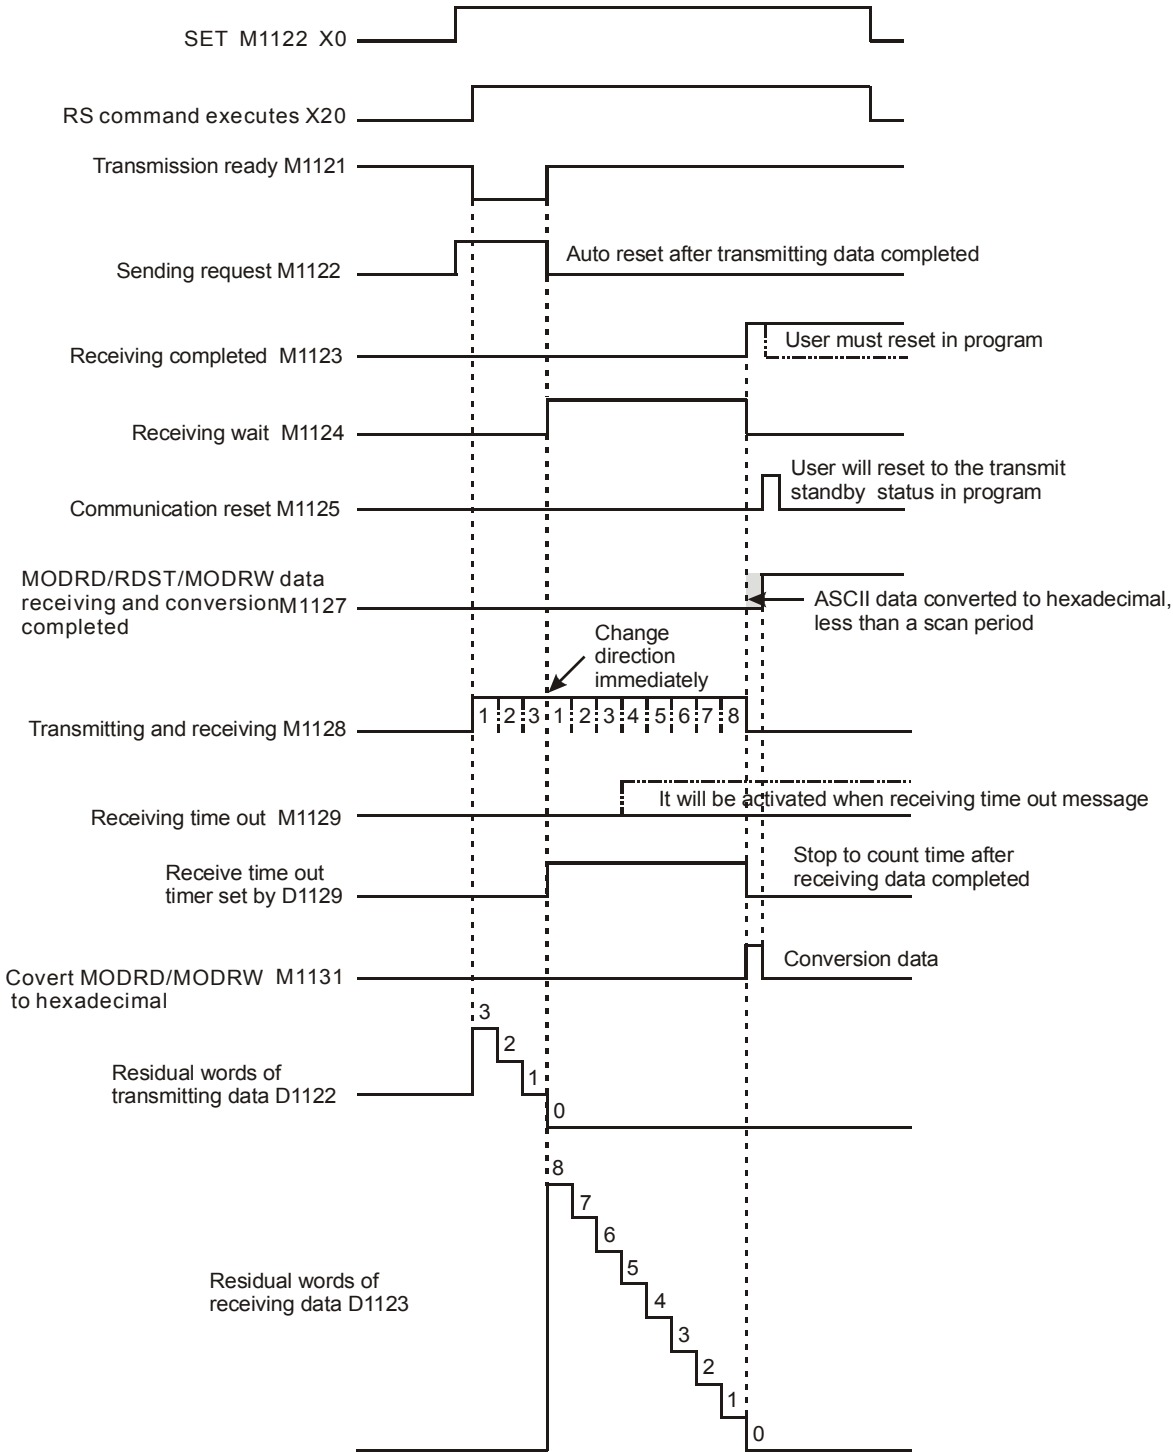 SET M1122 X0
RS command executes X20
Transmission ready M1121
Sending request M1122
Auto reset after transmitting data completed
Receiving completed M1123
User must reset in program
Receiving wait M1124
User will reset to the transmit
standby status in program
Communication reset M1125
MODRD/RDST/MODRW data
receiving and conversion M1127
completed
ASCII data converted to hexadecimal,
less than a scan period
Change
direction
immediately
Transmitting and receiving M1128
1 2 3 1 2 3 4 5 6 7 8
It will be activated when receiving time out message
Receiving time out M1129
Receive time out
timer set by D1129
Stop to count time after
receiving data completed
Covert MODRD/MODRW M1131
to hexadecimal
Conversion data
3
2
1
0
Residual words of
transmitting data D1122
8
7
6
5
4
3
2
1
0
Residual words of
receiving data D1123